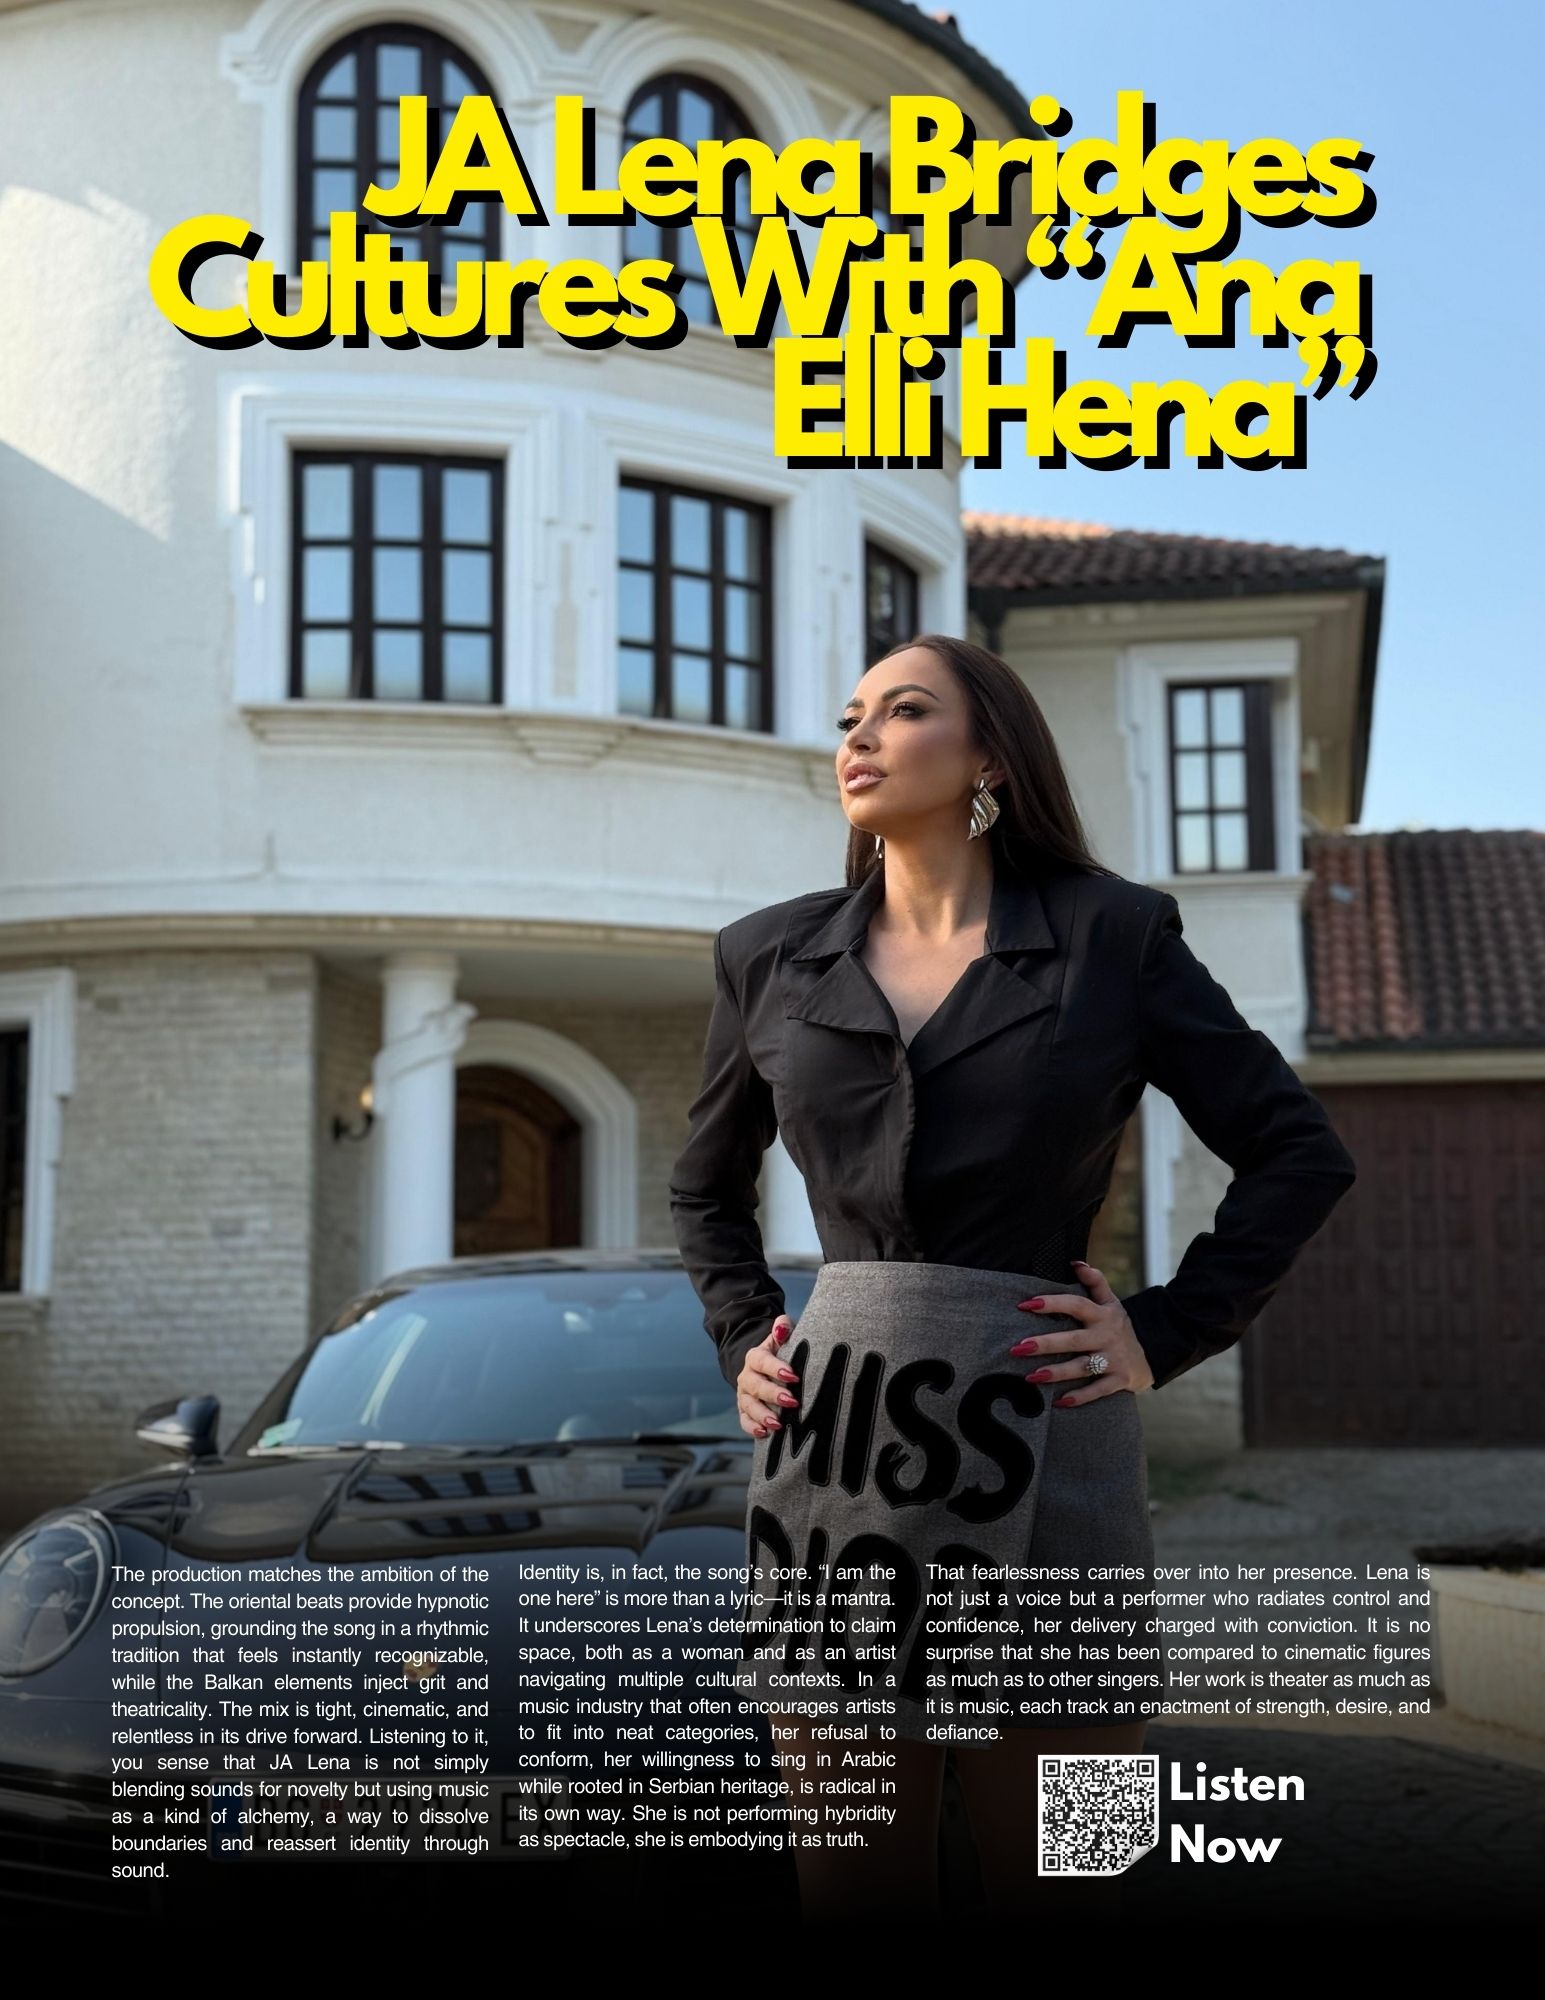 JA Lena Bridges
Cultures With “Ana
Elli Hena”
MISS
DIOR
The production matches the ambition of the
concept. The oriental beats provide hypnotic
propulsion, grounding the song in a rhythmic
tradition that feels instantly recognizable,
while the Balkan elements inject grit and
theatricality. The mix is tight, cinematic, and
relentless in its drive forward. Listening to it,
you sense that JA Lena is not simply
blending sounds for novelty but using music
as a kind of alchemy, a way to dissolve
boundaries and reassert identity through
sound.
Identity is, in fact, the song’s core. “I am the
one here” is more than a lyric—it is a mantra.
It underscores Lena’s determination to claim
space, both as a woman and as an artist
navigating multiple cultural contexts. In a
music industry that often encourages artists
to fit into neat categories, her refusal to
conform, her willingness to sing in Arabic
while rooted in Serbian heritage, is radical in
its own way. She is not performing hybridity
as spectacle, she is embodying it as truth.
That fearlessness carries over into her presence. Lena is
not just a voice but a performer who radiates control and
confidence, her delivery charged with conviction. It is no
surprise that she has been compared to cinematic figures
as much as to other singers. Her work is theater as much as
it is music, each track an enactment of strength, desire, and
defiance.
Listen
Now